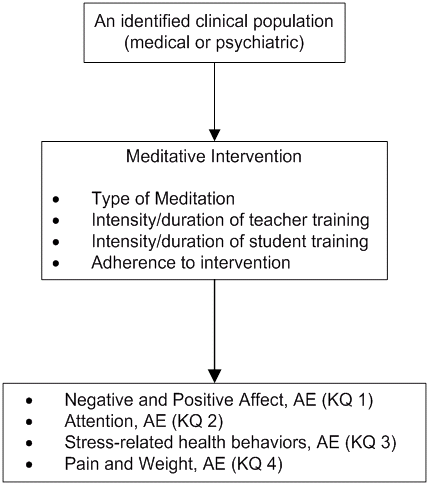 An identified clinical population
(medical or psychiatric)
Meditative Intervention
• Type of Meditation
• Intensity/duration of teacher training
• Intensity/duration of student training
• Adherence to intervention
• Negative and Positive Affect, AE (KQ 1)
• Attention, AE (KQ 2)
• Stress-related health behaviors, AE (KQ 3)
• Pain and Weight, AE (KQ 4)